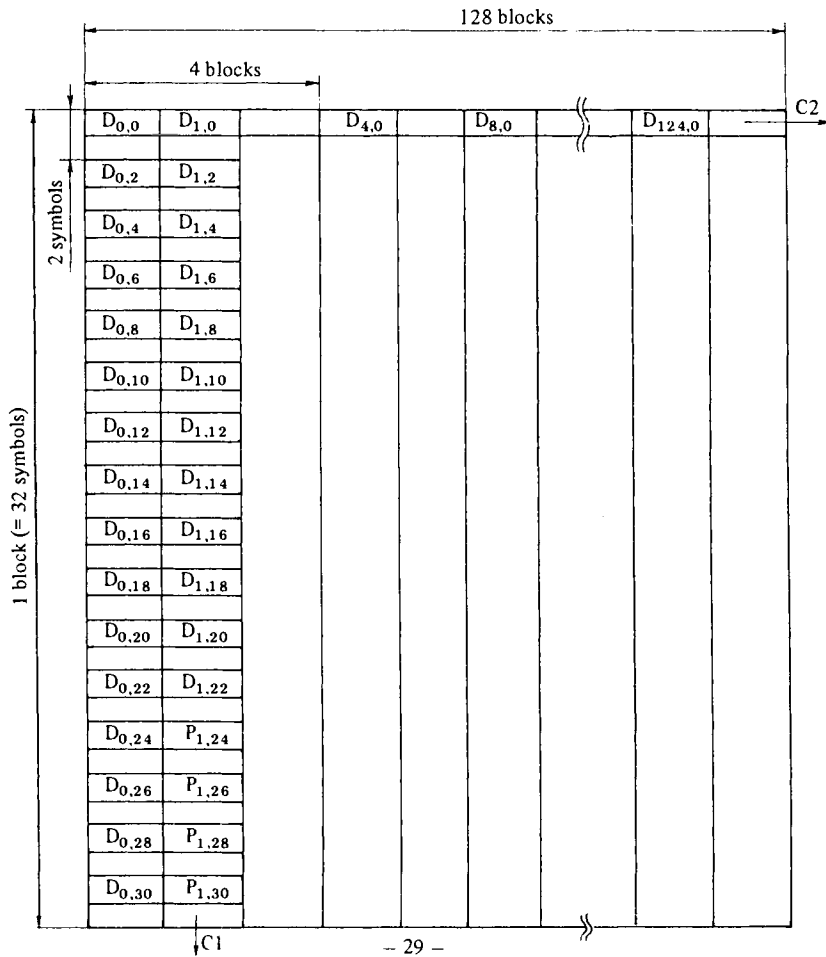 128 blocks
4 blocks
C2
D0,0 D1,0 D4,0 D8,0 D124,0
2 symbols
D0,2 D1,2
D0,4 D1,4
D0,6 D1,6
D0,8 D1,8
D0,10 D1,10
1 block (= 32 symbols)
D0,12 D1,12
D0,14 D1,14
D0,16 D1,16
D0,18 D1,18
D0,20 D1,20
D0,22 D1,22
D0,24 P1,24
D0,26 P1,26
D0,28 P1,28
D0,30 P1,30
C1
– 29 –